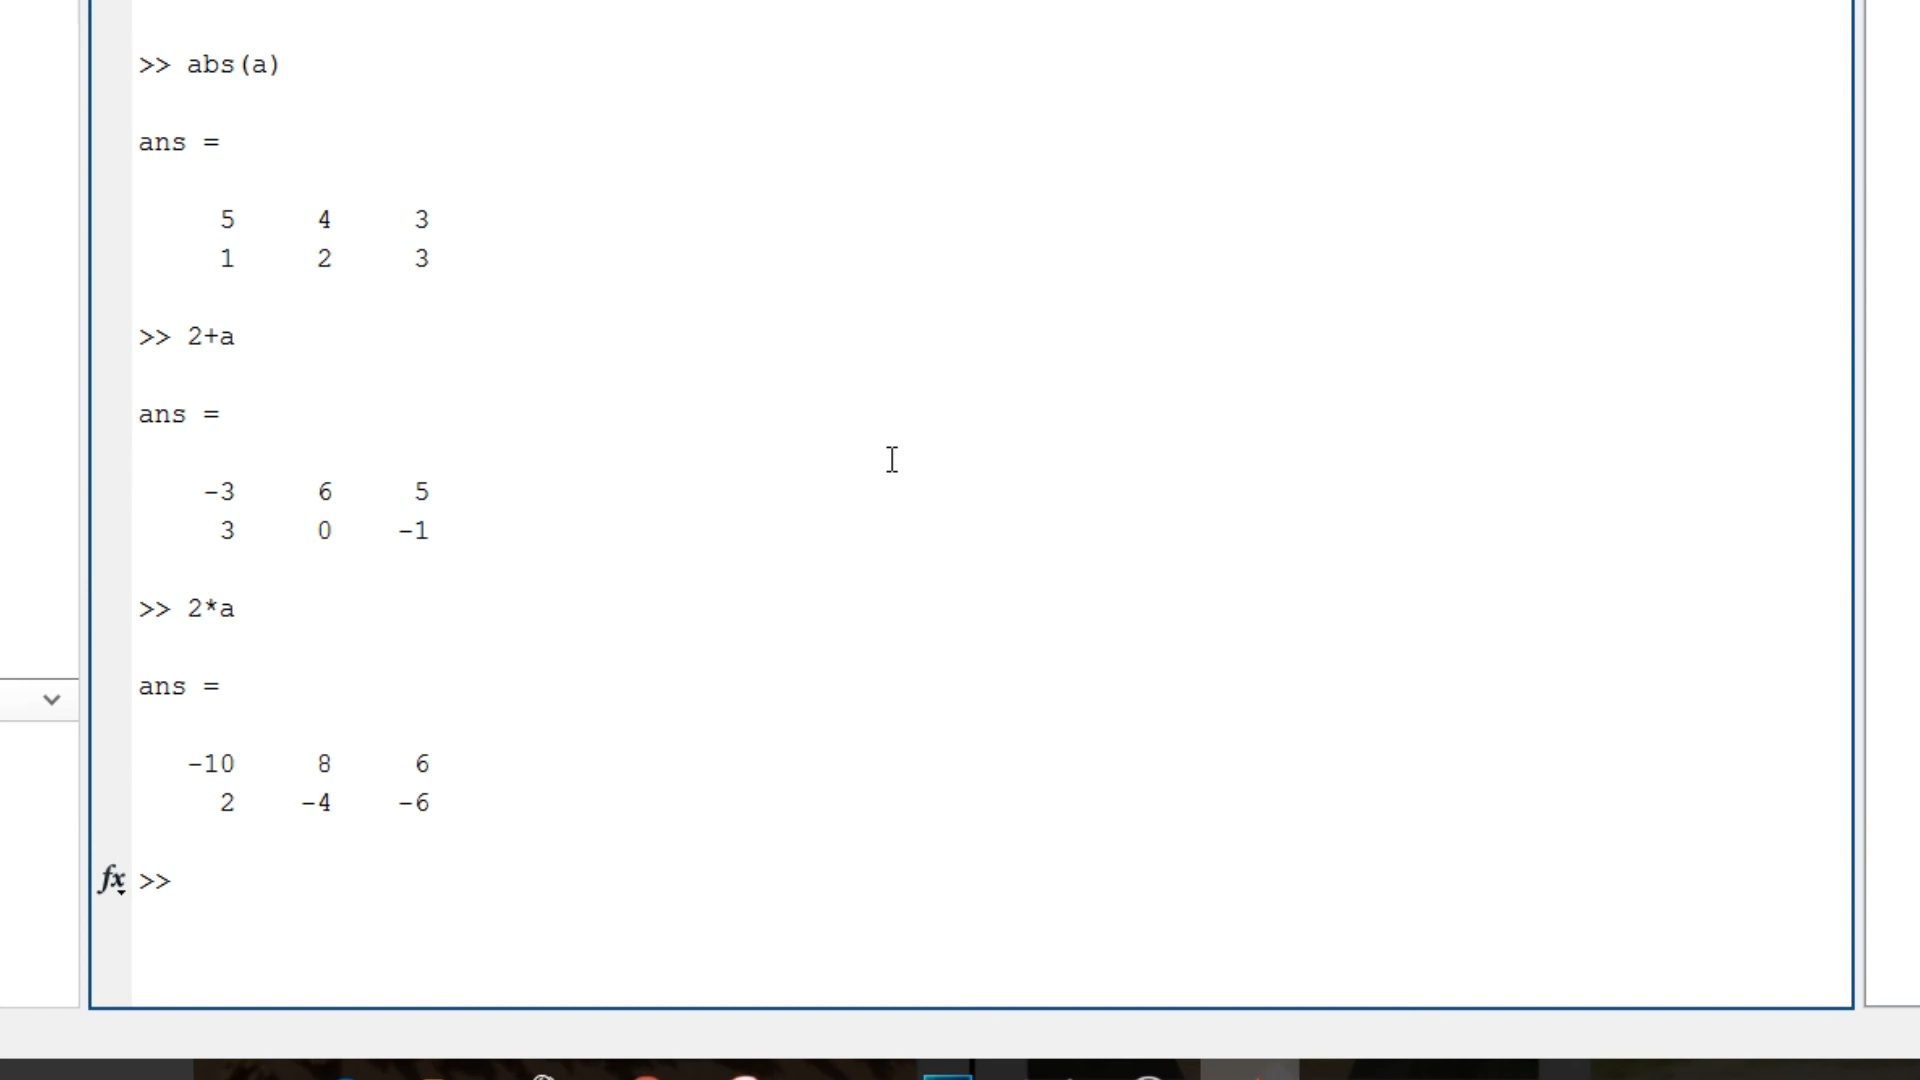 >> abs(a)
ans =
5 4 3
1 2 3
>> 2+a
ans =
-3 6 5
3 0 -1
>> 2*a
ans =
-10 8 6
2 -4 -6
fx >>